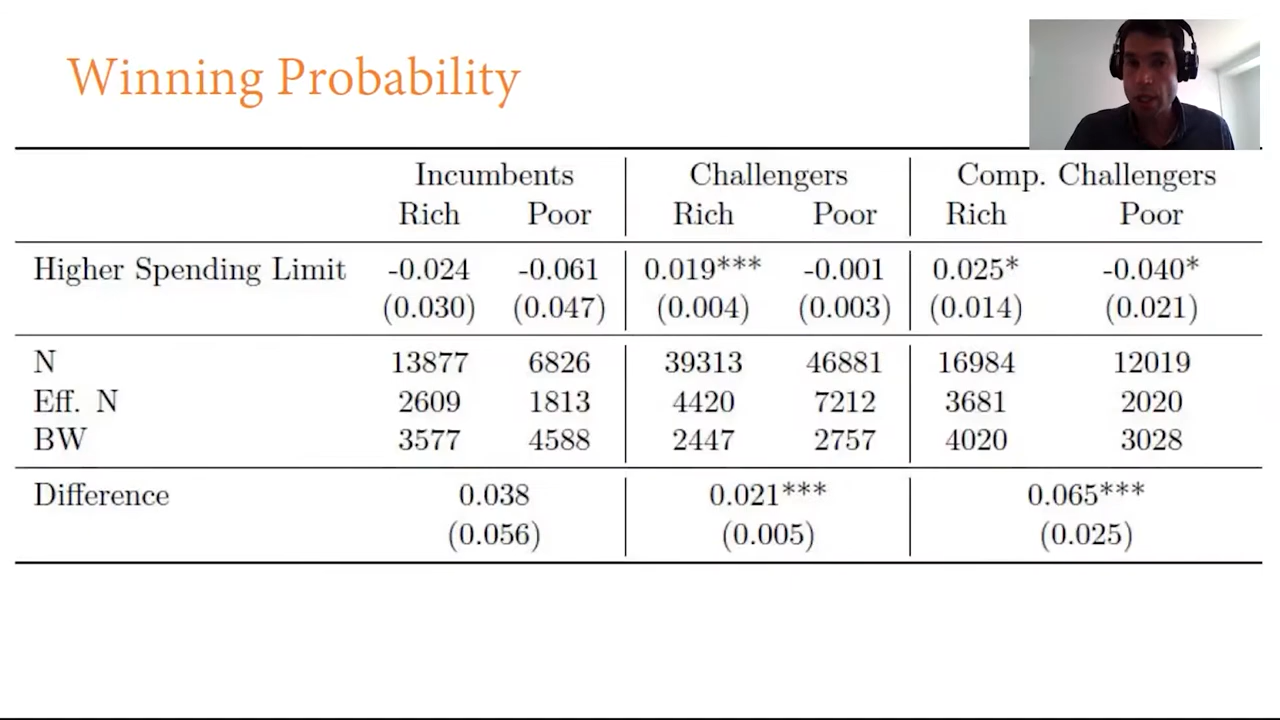 Winning Probability
Incumbents Challengers Comp. Challengers
Rich Poor Rich Poor Rich Poor
Higher Spending Limit -0.024 -0.061 0.019*** -0.001 0.025* -0.040*
(0.030) (0.047) (0.004) (0.003) (0.014) (0.021)
N 13877 6826 39313 46881 16984 12019
Eff. N 2609 1813 4420 7212 3681 2020
BW 3577 4588 2447 2757 4020 3028
Difference 0.038 0.021*** 0.065***
(0.056) (0.005) (0.025)